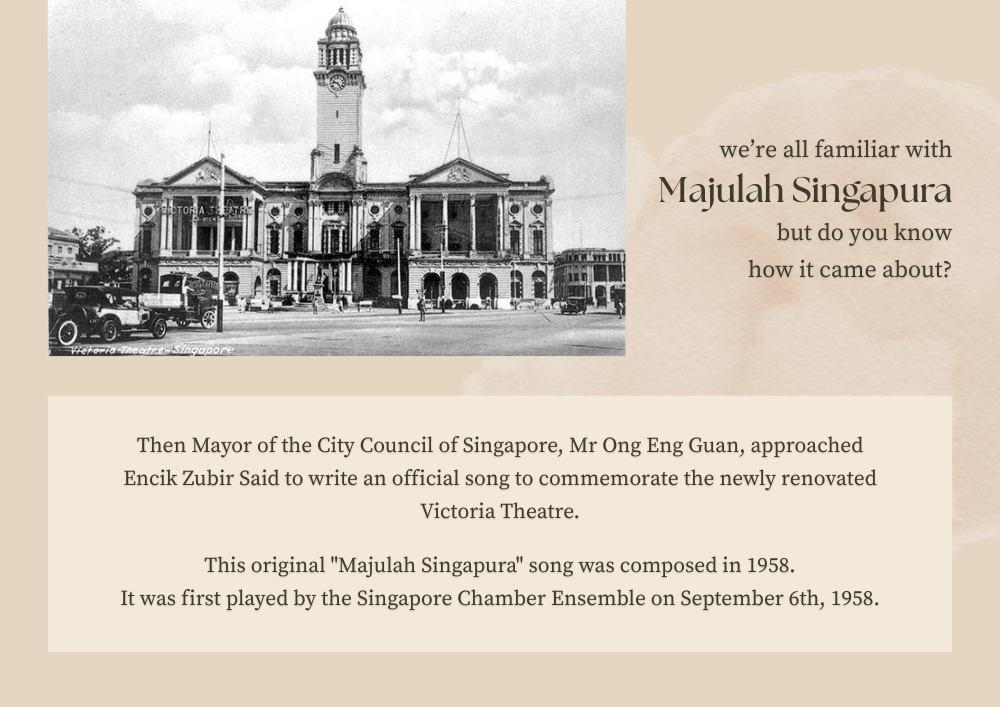 VICTORIA THEATRE
Victoria-Theatre-Singapore
we’re all familiar with
Majulah Singapura
but do you know
how it came about?
Then Mayor of the City Council of Singapore, Mr Ong Eng Guan, approached
Encik Zubir Said to write an official song to commemorate the newly renovated
Victoria Theatre.
This original "Majulah Singapura" song was composed in 1958.
It was first played by the Singapore Chamber Ensemble on September 6th, 1958.